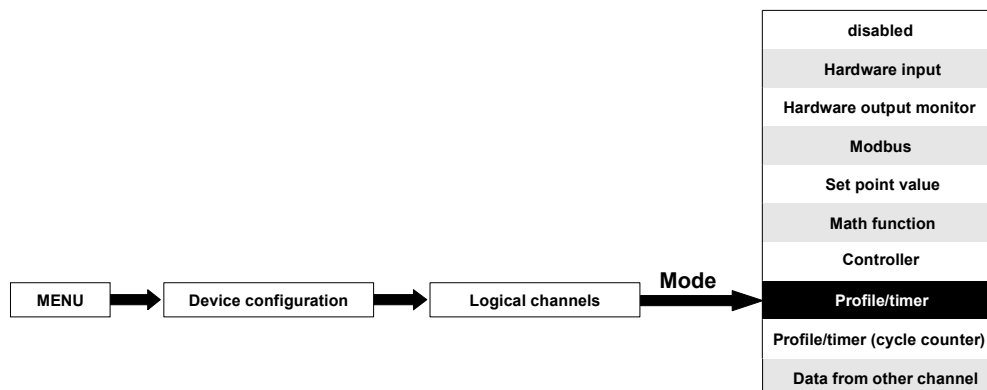 disabled
Hardware input
Hardware output monitor
Modbus
Set point value
Math function
Controller
MENU
Device configuration
Logical channels
Mode
Profile/timer
Profile/timer (cycle counter)
Data from other channel